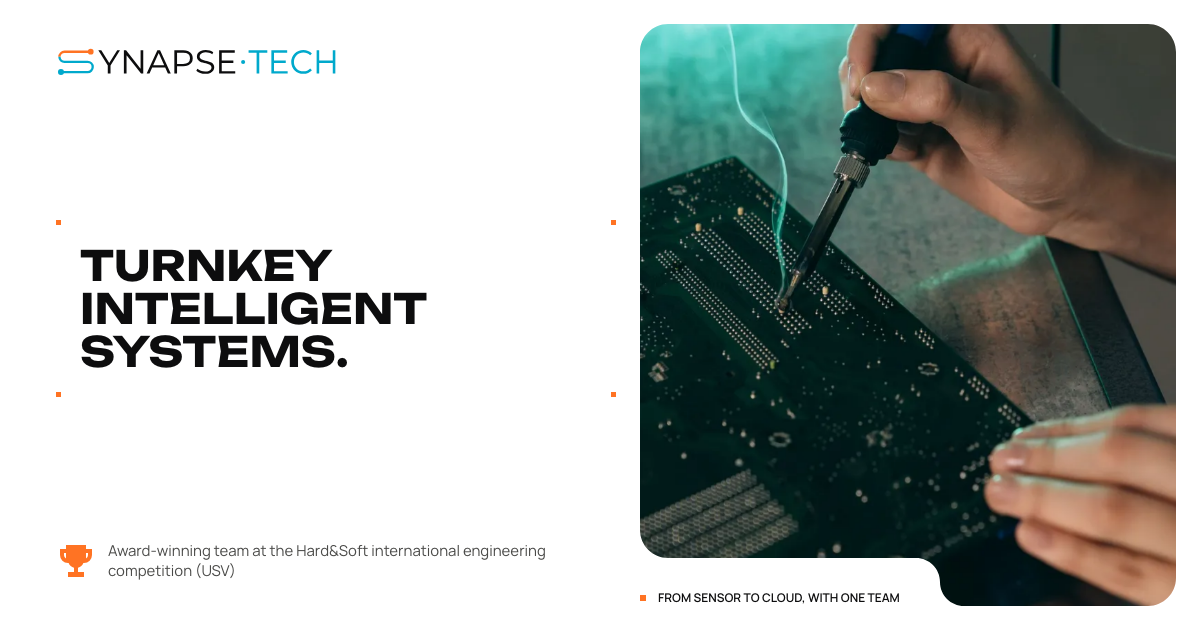 SYNAPSE·TECH
TURNKEY
INTELLIGENT
SYSTEMS.
Award-winning team at the Hard&Soft international engineering
competition (USV)
FROM SENSOR TO CLOUD, WITH ONE TEAM